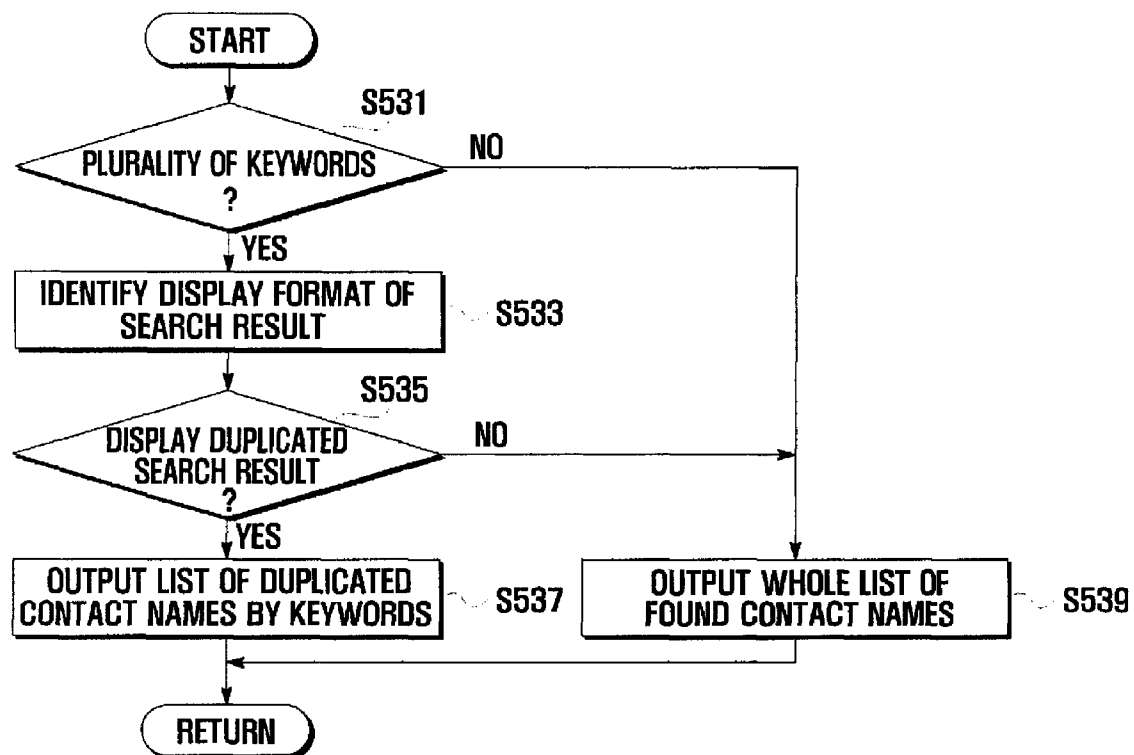 START
S531
PLURALITY OF KEYWORDS
?
NO
YES
IDENTIFY DISPLAY FORMAT OF
SEARCH RESULT
S533
S535
DISPLAY DUPLICATED
SEARCH RESULT
?
NO
YES
OUTPUT LIST OF DUPLICATED
CONTACT NAMES BY KEYWORDS
S537
OUTPUT WHOLE LIST OF
FOUND CONTACT NAMES
S539
RETURN